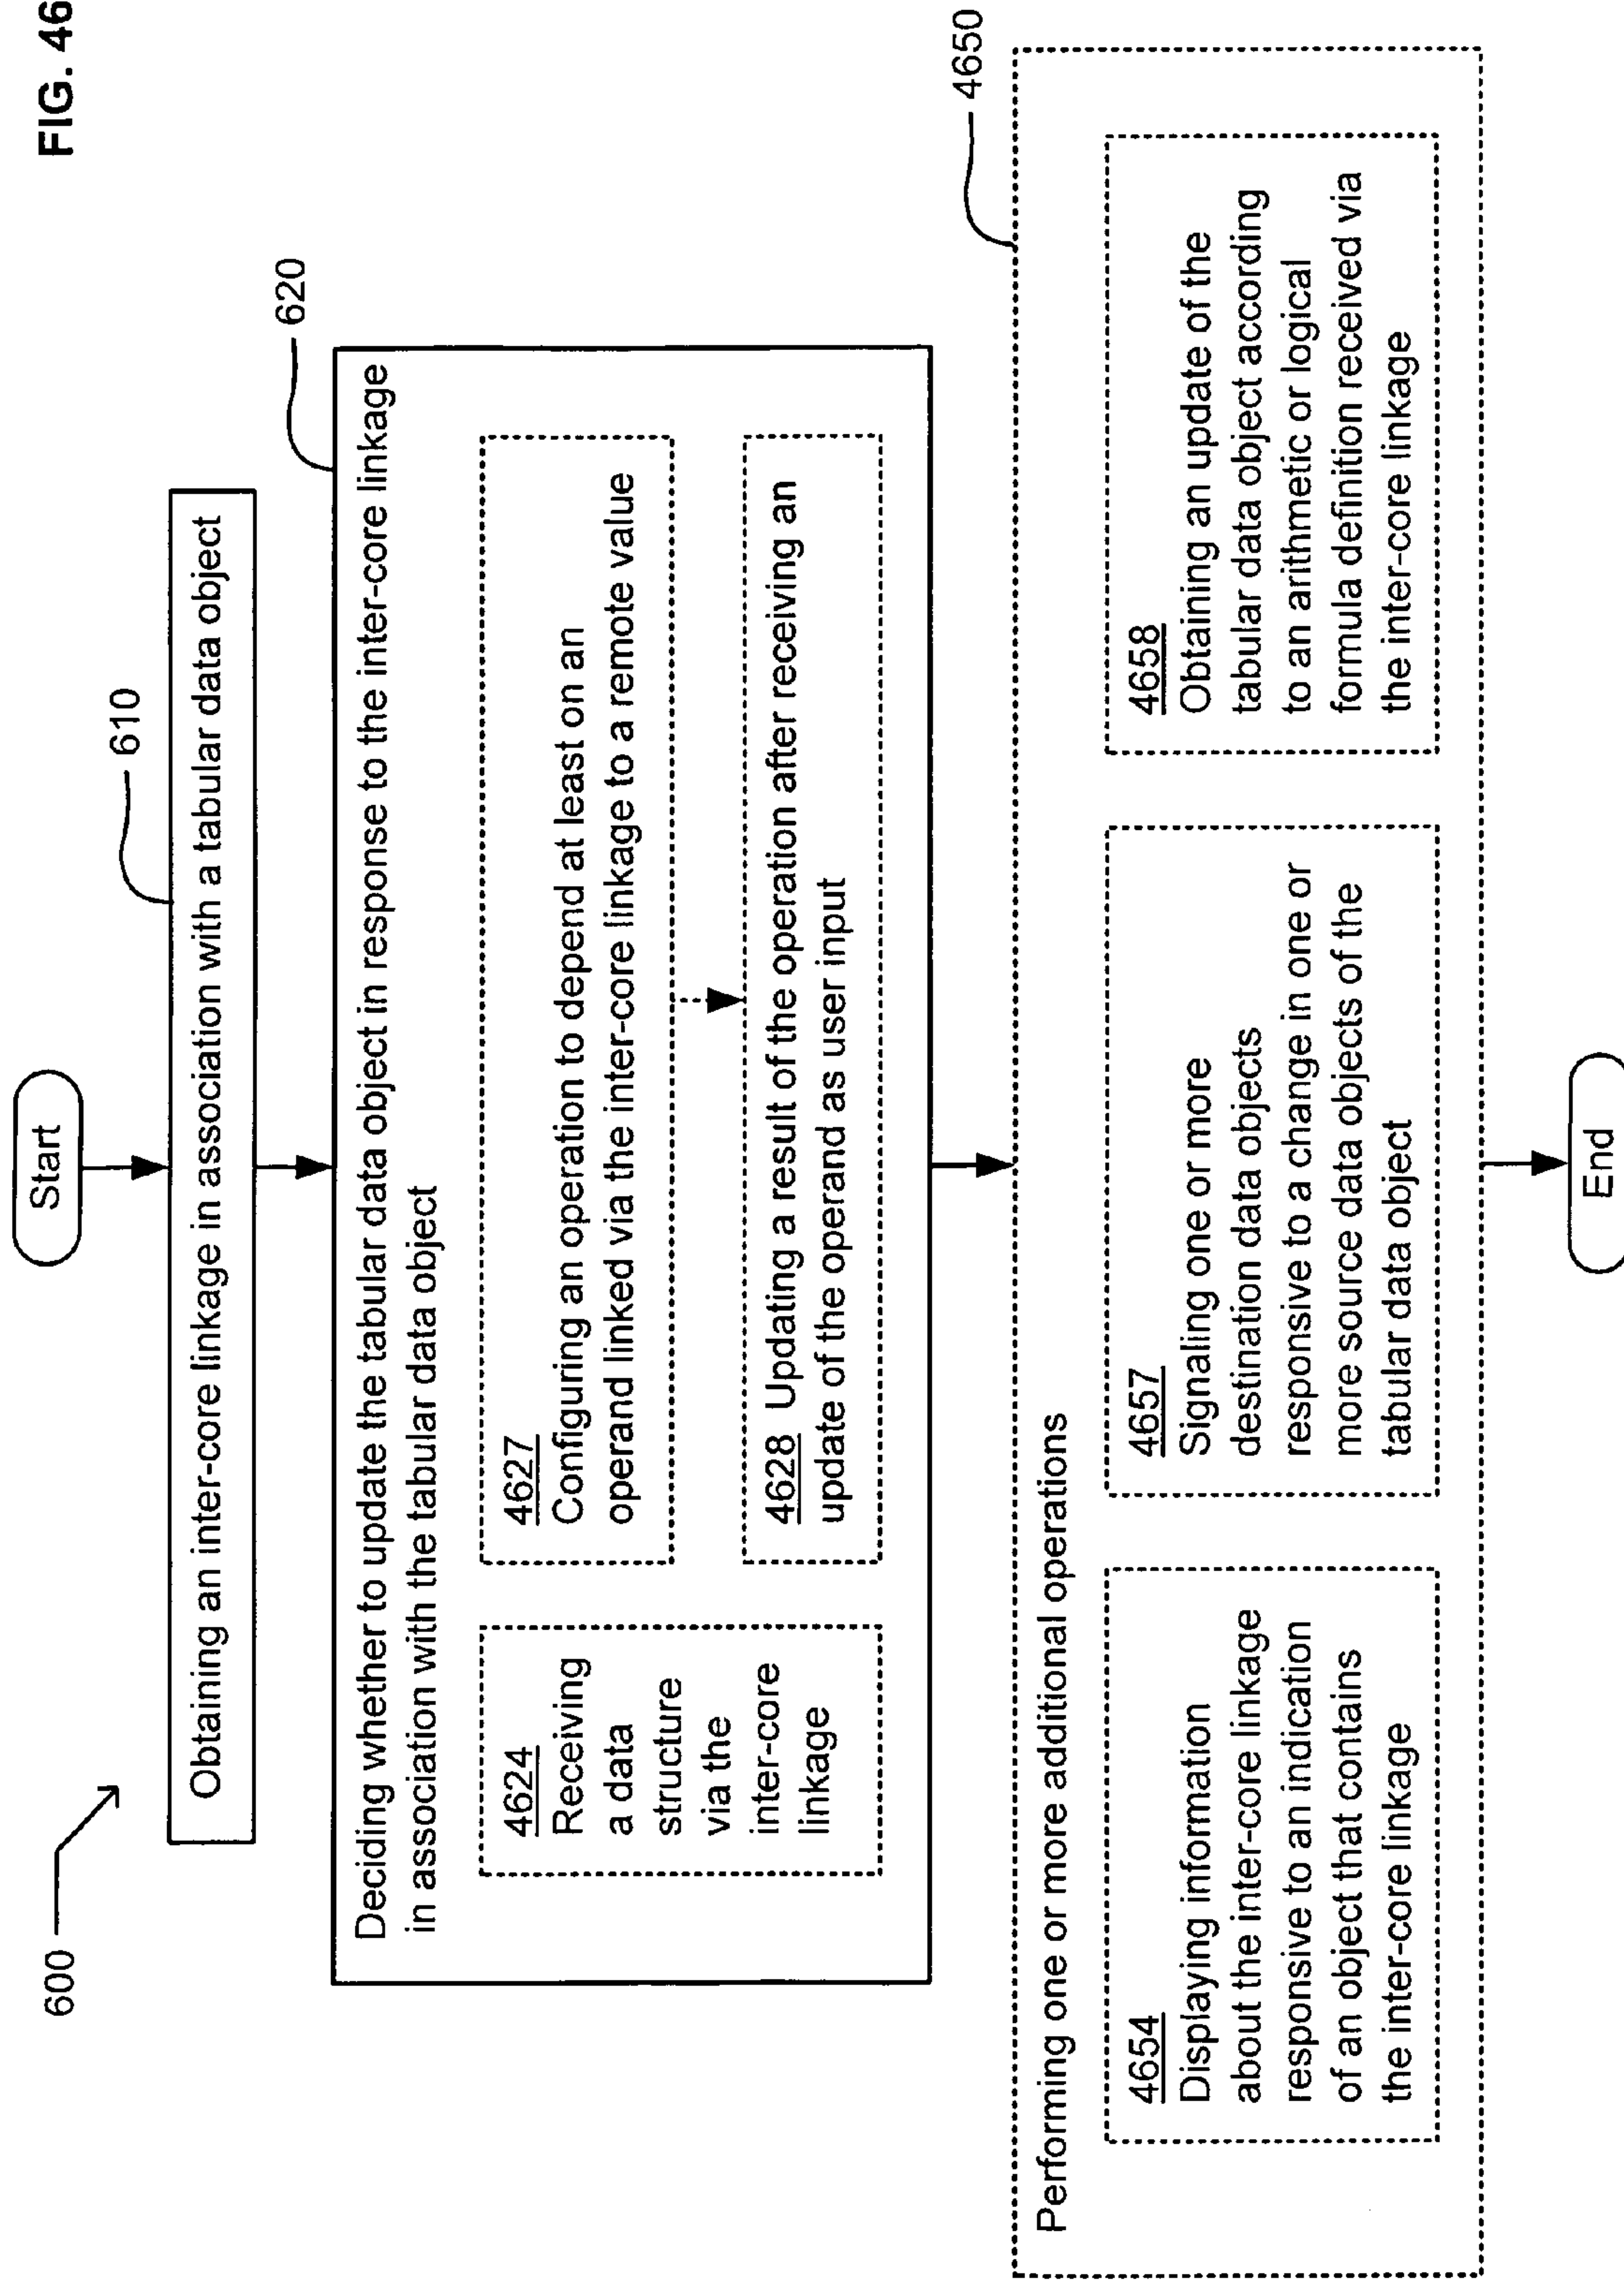 FIG. 46
600
Start
610
Obtaining an inter-core linkage in association with a tabular data object
620
Deciding whether to update the tabular data object in response to the inter-core linkage
in association with the tabular data object
4624
Receiving
a data
structure
via the
inter-core
linkage
4627
Configuring an operation to depend at least on an
operand linked via the inter-core linkage to a remote value
4628 Updating a result of the operation after receiving an
update of the operand as user input
4650
Performing one or more additional operations
4654
Displaying information
about the inter-core linkage
responsive to an indication
of an object that contains
the inter-core linkage
4657
Signaling one or more
destination data objects
responsive to a change in one or
more source data objects of the
tabular data object
4658
Obtaining an update of the
tabular data object according
to an arithmetic or logical
formula definition received via
the inter-core linkage
End